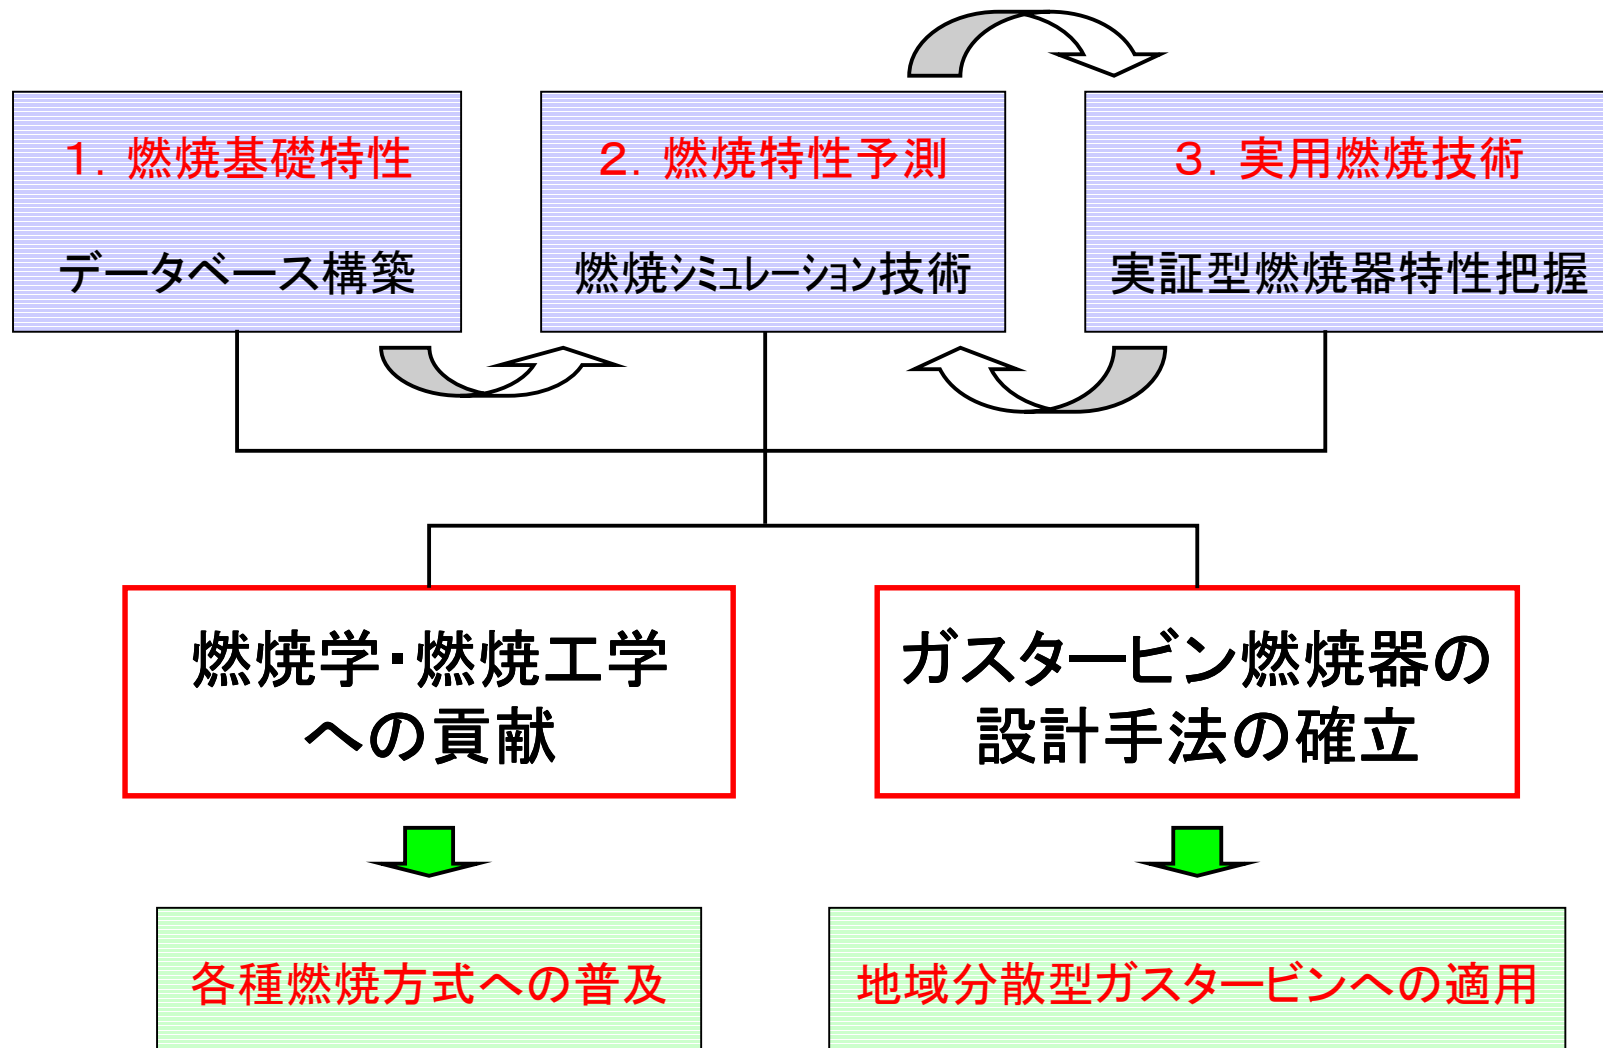 １．燃焼基礎特性
データベース構築
２．燃焼特性予測
燃焼ｼﾐｭﾚｰｼｮﾝ技術
３．実用燃焼技術
実証型燃焼器特性把握
燃焼学・燃焼工学
への貢献
ガスタービン燃焼器の
設計手法の確立
各種燃焼方式への普及
地域分散型ガスタービンへの適用